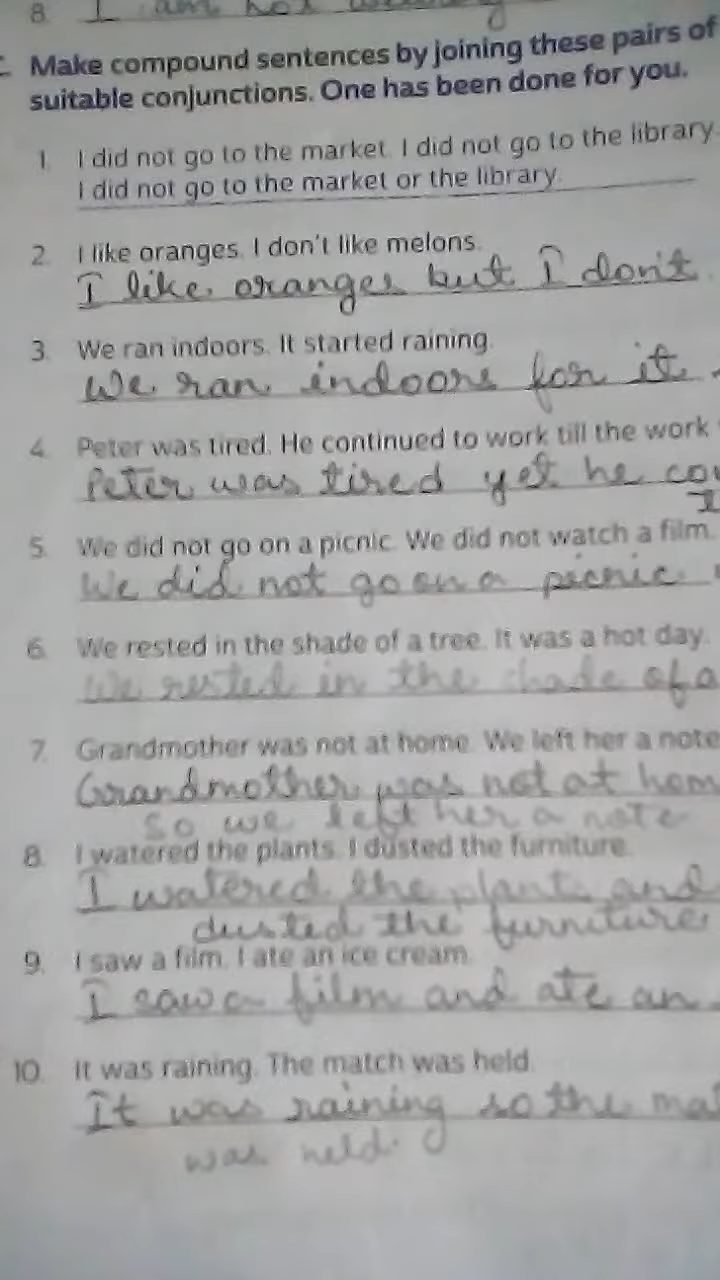 8. I am not
Make compound sentences by joining these pairs of
suitable conjunctions. One has been done for you.
1. I did not go to the market. I did not go to the library.
I did not go to the market or the library.
2. I like oranges. I don't like melons.
I like oranges but I don't
3. We ran indoors. It started raining.
We ran indoors for it
4. Peter was tired. He continued to work till the work
Peter was tired yet he
5. We did not go on a picnic. We did not watch a film.
We did not go on a picnic
6. We rested in the shade of a tree. It was a hot day.
We rested in the shade of a
7. Grandmother was not at home. We left her a note
Grandmother was not at hom
so we left her a note
8. I watered the plants. I dusted the furniture.
I watered the plants and
dusted the furniture
9. I saw a film. I ate an ice cream.
I saw a film and ate an
10. It was raining. The match was held.
It was raining so the mat
was held.